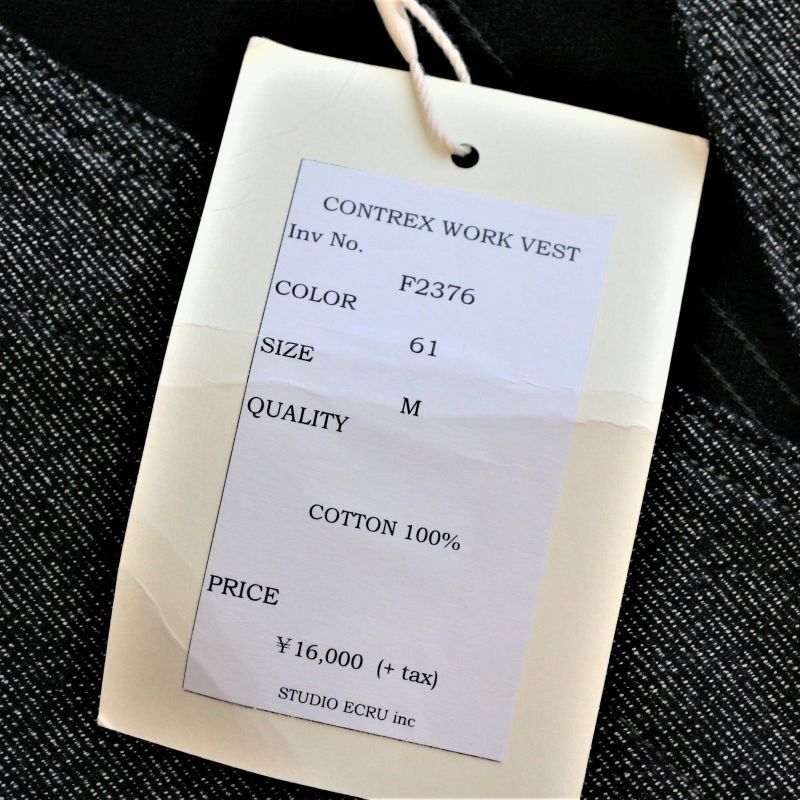 CONTREX WORK VEST
Inv No.
F2376
COLOR
61
SIZE
M
QUALITY
COTTON 100%
PRICE
¥16,000 (+ tax)
STUDIO ECRU inc